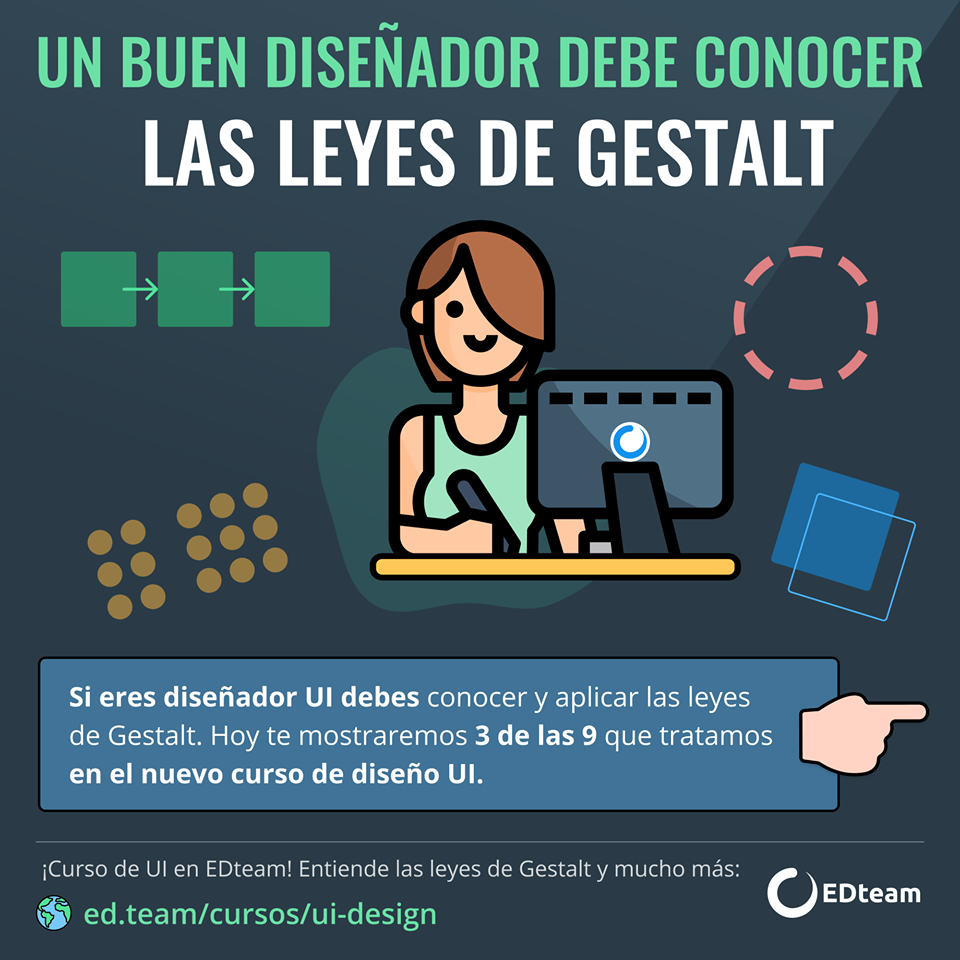 UN BUEN DISEÑADOR DEBE CONOCER
LAS LEYES DE GESTALT
Si eres diseñador UI debes conocer y aplicar las leyes
de Gestalt. Hoy te mostraremos 3 de las 9 que tratamos
en el nuevo curso de diseño UI.
¡Curso de UI en EDteam! Entiende las leyes de Gestalt y mucho más:
ed.team/cursos/ui-design
EDteam